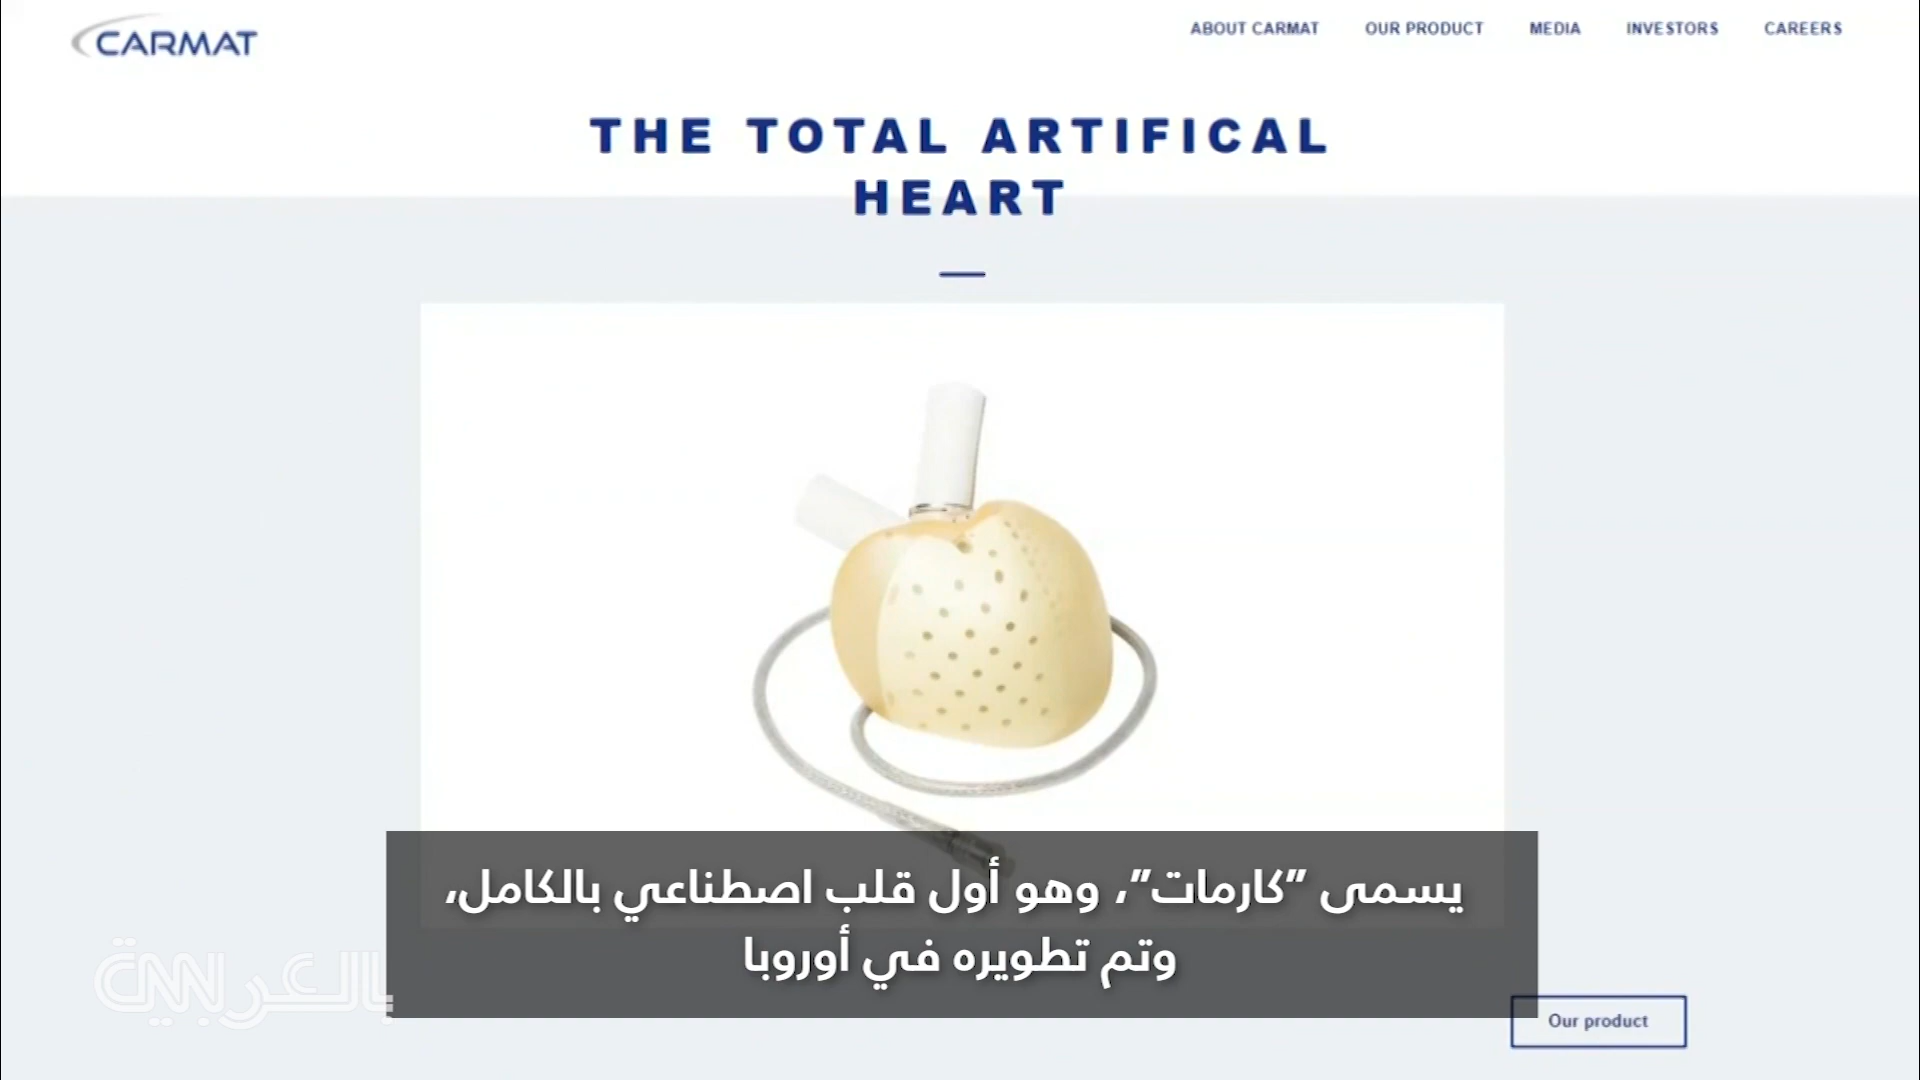 CARMAT
ABOUT CARMAT OUR PRODUCT MEDIA INVESTORS CAREERS
THE TOTAL ARTIFICAL
HEART
يسمى "كارمات"، وهو أول قلب اصطناعي بالكامل،
وتم تطويره في أوروبا
CNN بالعربية
Our product